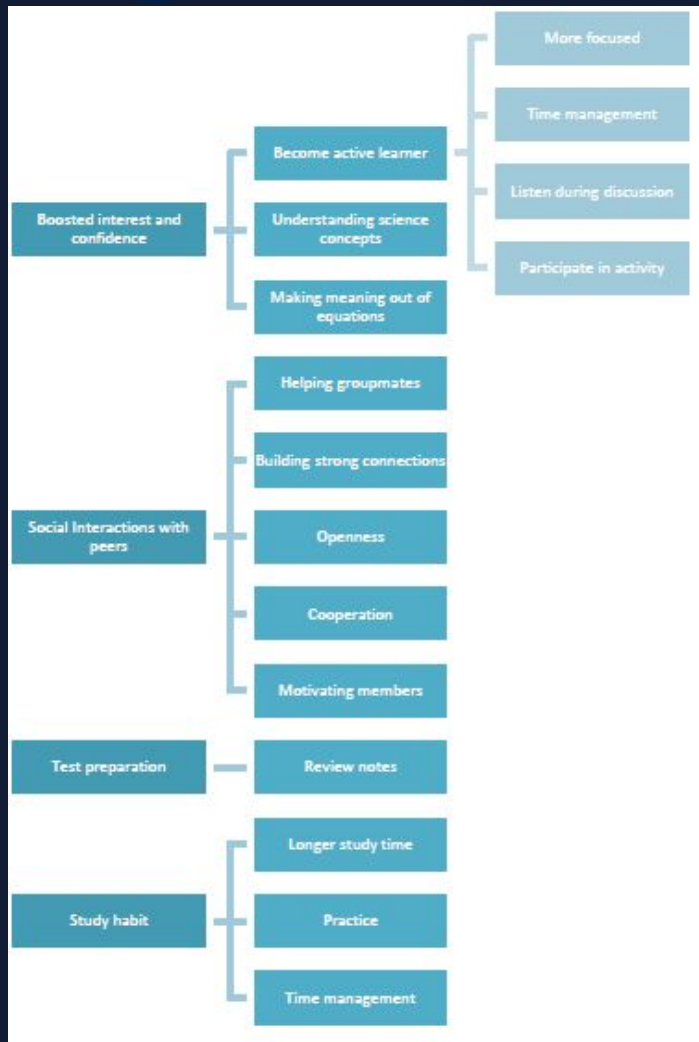 More focused
Time management
Listen during discussion
Participate in activity
Become active learner
Understanding science
concepts
Making meaning out of
equations
Boosted interest and
confidence
Helping groupmates
Building strong connections
Openness
Cooperation
Motivating members
Social Interactions with
peers
Test preparation
Review notes
Longer study time
Practice
Time management
Study habit